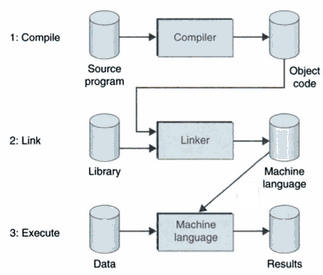 1: Compile
Compiler
Source
program
Object
code
2: Link
Linker
Library
Machine
language
3: Execute
Machine
language
Data
Results